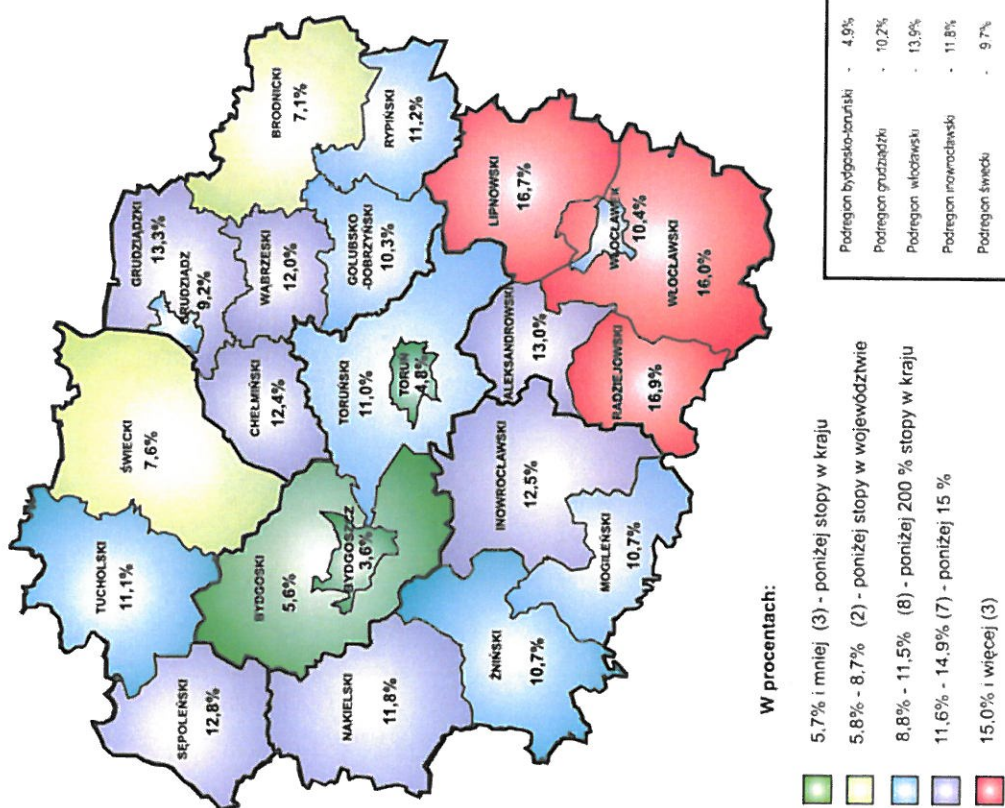 SĘPOLEŃSKI
12,8%
TUCHOLSKI
11,1%
ŚWIECKI
7,6%
GRUDZIĄDZKI
13,3%
GRUDZIĄDZ
9,2%
BRODNICKI
7,1%
NAKIELSKI
11,8%
BYDGOSKI
5,6%
BYDGOSZCZ
3,6%
CHEŁMIŃSKI
12,4%
WĄBRZESKI
12,0%
RYPIŃSKI
11,2%
GOLUBSKO
-DOBRZYŃSKI
10,3%
TORUŃSKI
11,0%
TORUŃ
4,8%
ŻNIŃSKI
10,7%
INOWROCŁAWSKI
12,5%
ALEKSANDROWSKI
13,0%
LIPNOWSKI
16,7%
MOGILEŃSKI
10,7%
RADZIEJOWSKI
16,9%
WŁOCŁAWEK
10,4%
WŁOCŁAWSKI
16,0%
W procentach:
5,7% i mniej (3) - poniżej stopy w kraju
5,8% - 8,7% (2) - poniżej stopy w województwie
8,8% - 11,5% (8) - poniżej 200 % stopy w kraju
11,6% - 14,9% (7) - poniżej 15 %
15,0% i więcej (3)
Podregion bydgosko-toruński - 4,9%
Podregion grudziądzki - 10,2%
Podregion włocławski - 13,9%
Podregion inowrocławski - 11,8%
Podregion świecki - 9,7%